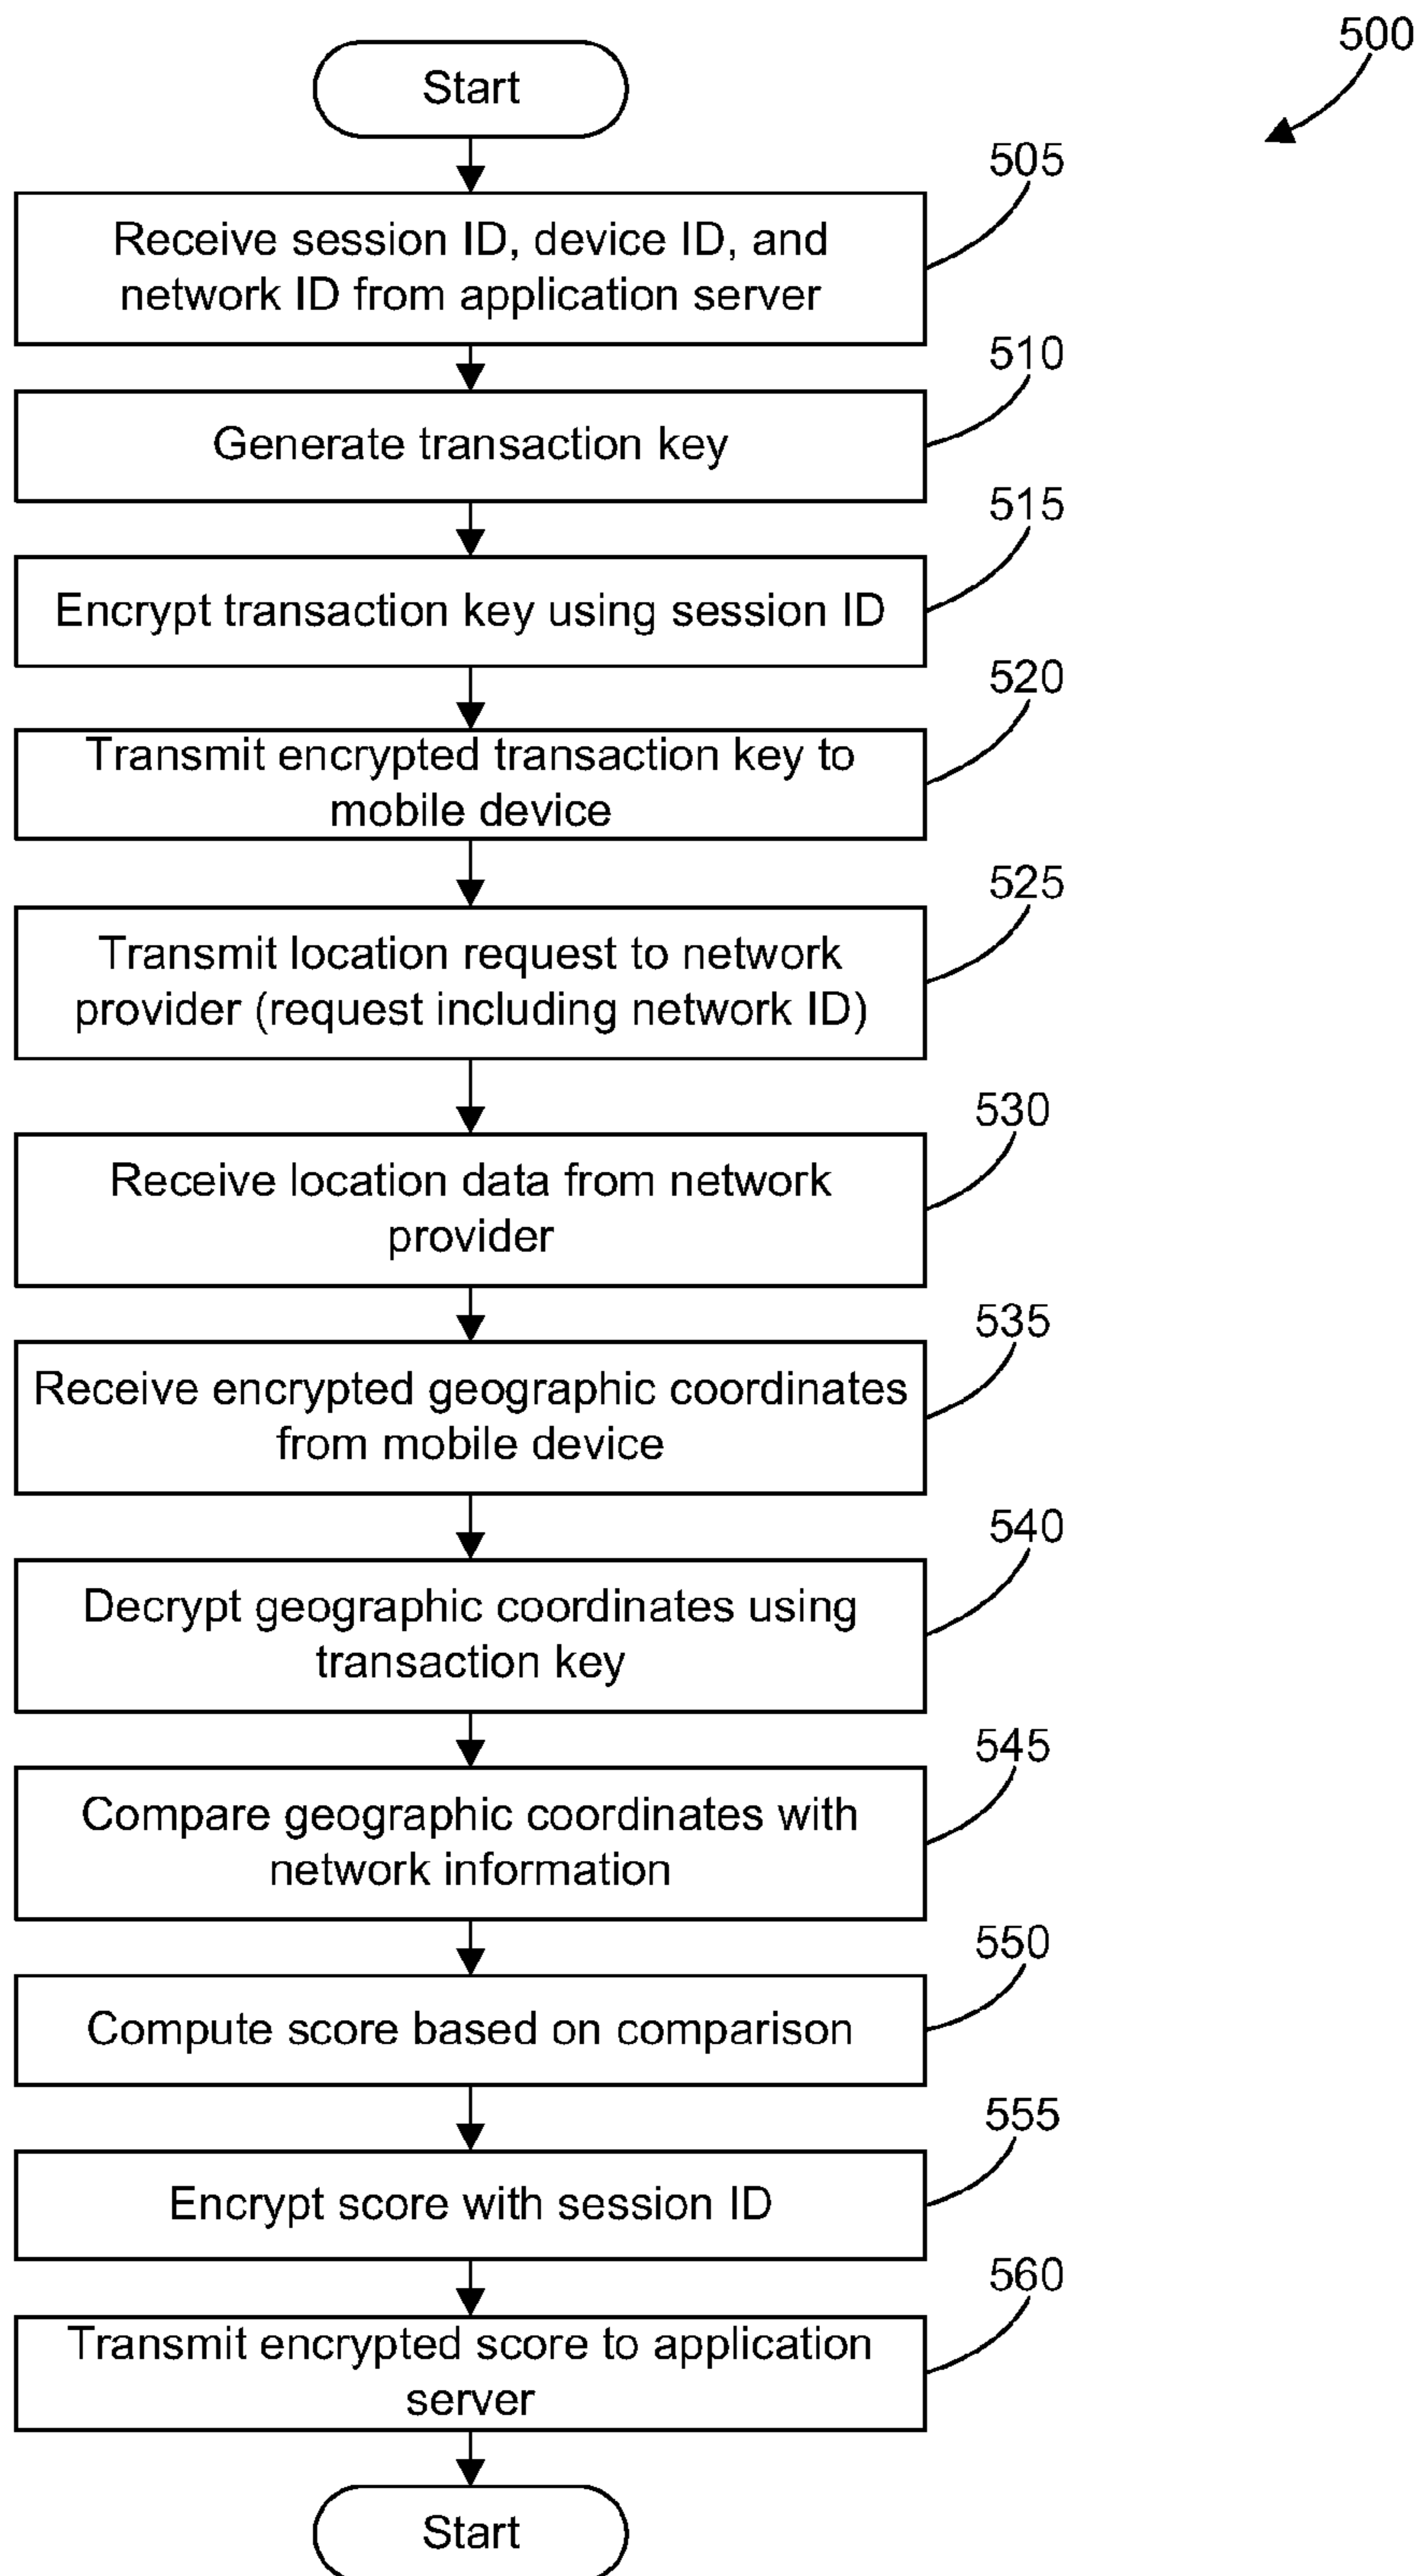 500
Start
505
Receive session ID, device ID, and
network ID from application server
510
Generate transaction key
515
Encrypt transaction key using session ID
520
Transmit encrypted transaction key to
mobile device
525
Transmit location request to network
provider (request including network ID)
530
Receive location data from network
provider
535
Receive encrypted geographic coordinates
from mobile device
540
Decrypt geographic coordinates using
transaction key
545
Compare geographic coordinates with
network information
550
Compute score based on comparison
555
Encrypt score with session ID
560
Transmit encrypted score to application
server
Start